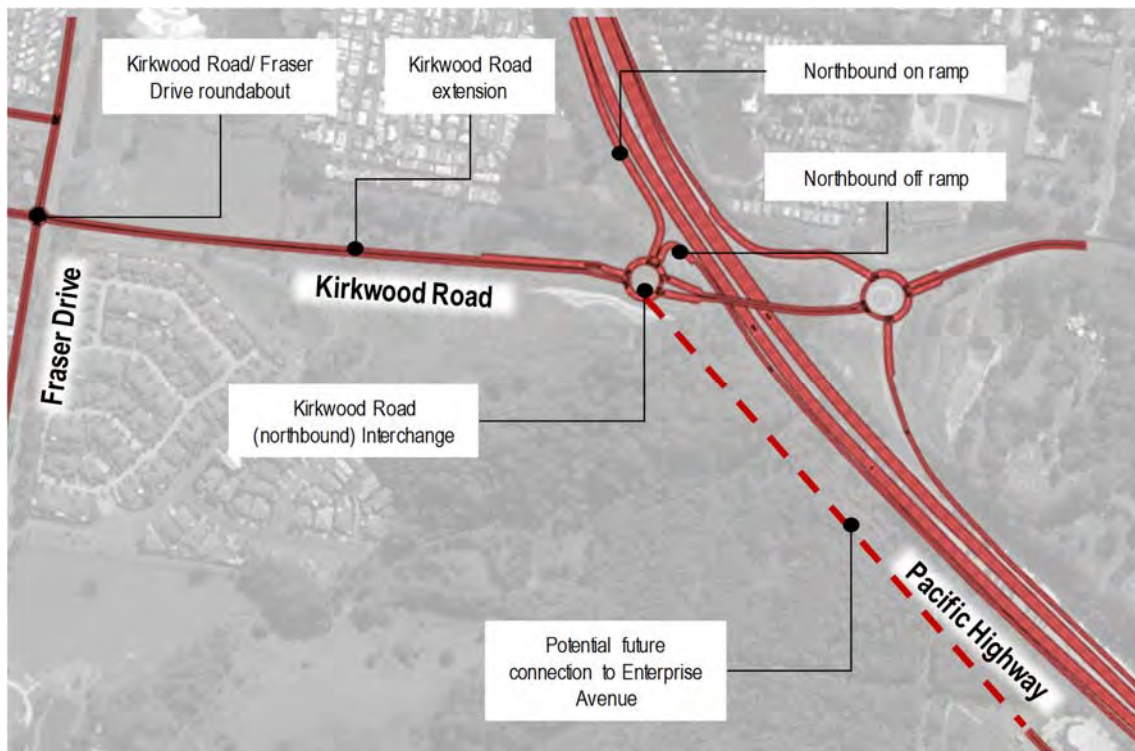 Kirkwood Road/ Fraser
Drive roundabout
Kirkwood Road
extension
Northbound on ramp
Northbound off ramp
Kirkwood Road
Fraser Drive
Kirkwood Road
(northbound) Interchange
Pacific Highway
Potential future
connection to Enterprise
Avenue